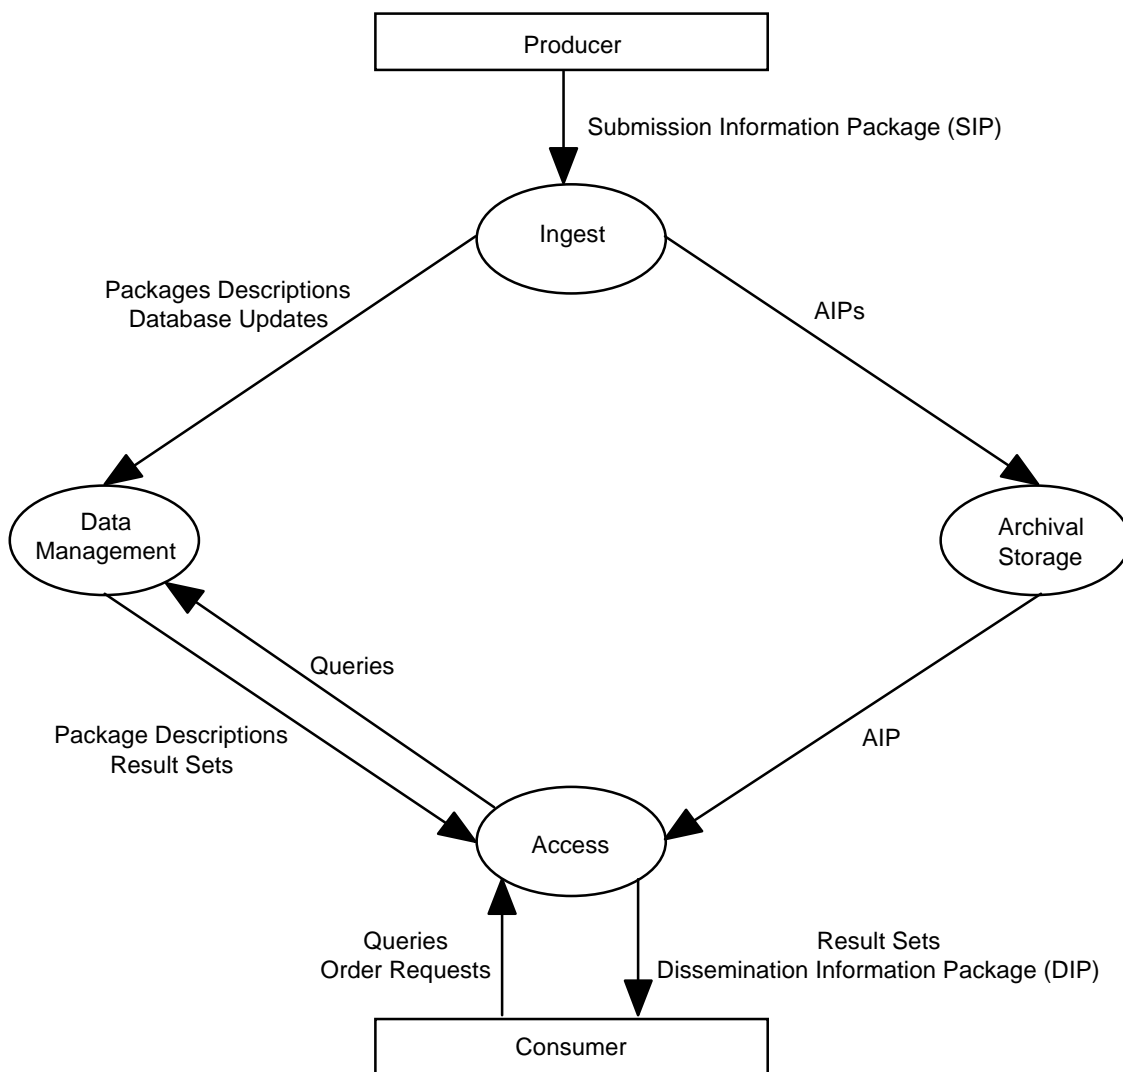 Producer
Submission Information Package (SIP)
Ingest
Packages Descriptions
Database Updates
AIPs
Data
Management
Archival
Storage
Queries
Package Descriptions
Result Sets
AIP
Access
Queries
Order Requests
Result Sets
Dissemination Information Package (DIP)
Consumer